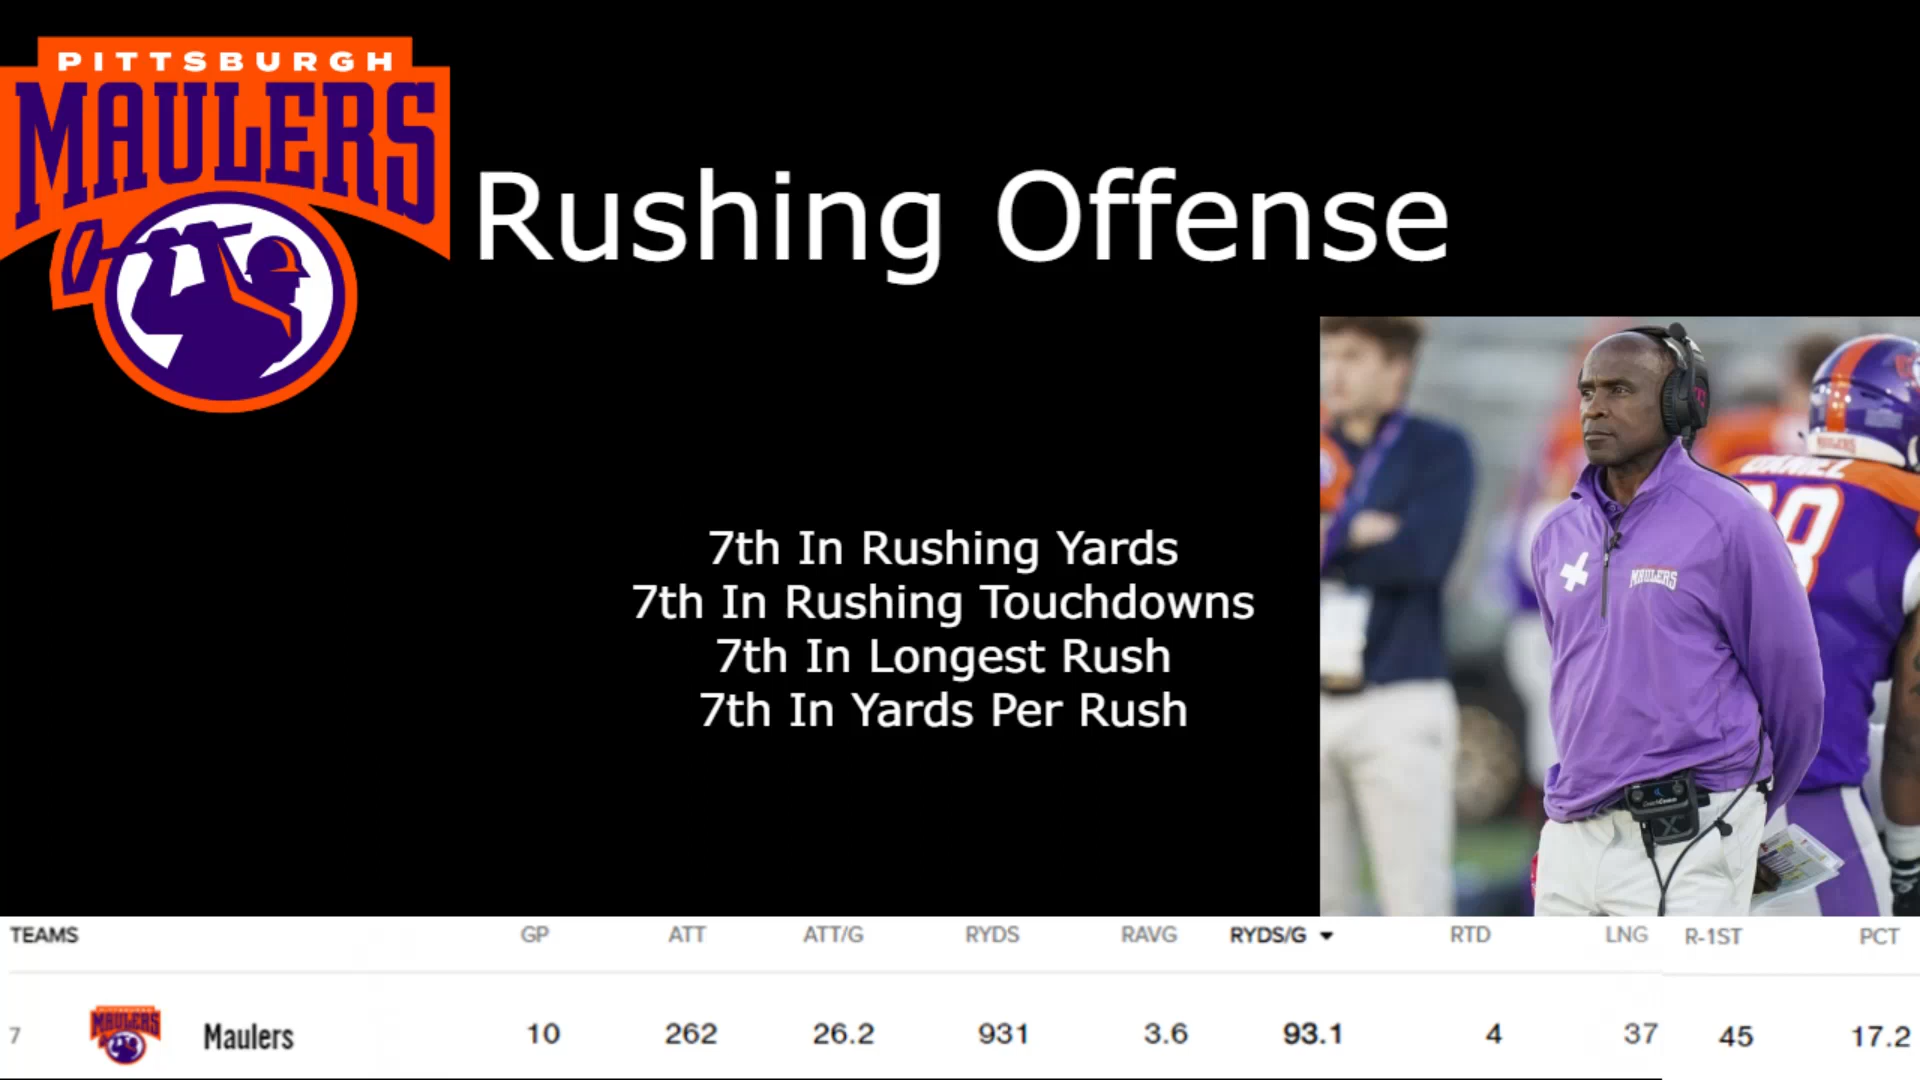 PITTSBURGH
MAULERS
Rushing Offense
7th In Rushing Yards
7th In Rushing Touchdowns
7th In Longest Rush
7th In Yards Per Rush
DANIEL
MAULERS
TEAMS GP ATT ATT/G RYDS RAVG RYDS/G RTD LNG R-1ST PCT
7 MAULERS Maulers 10 262 26.2 931 3.6 93.1 4 37 45 17.2